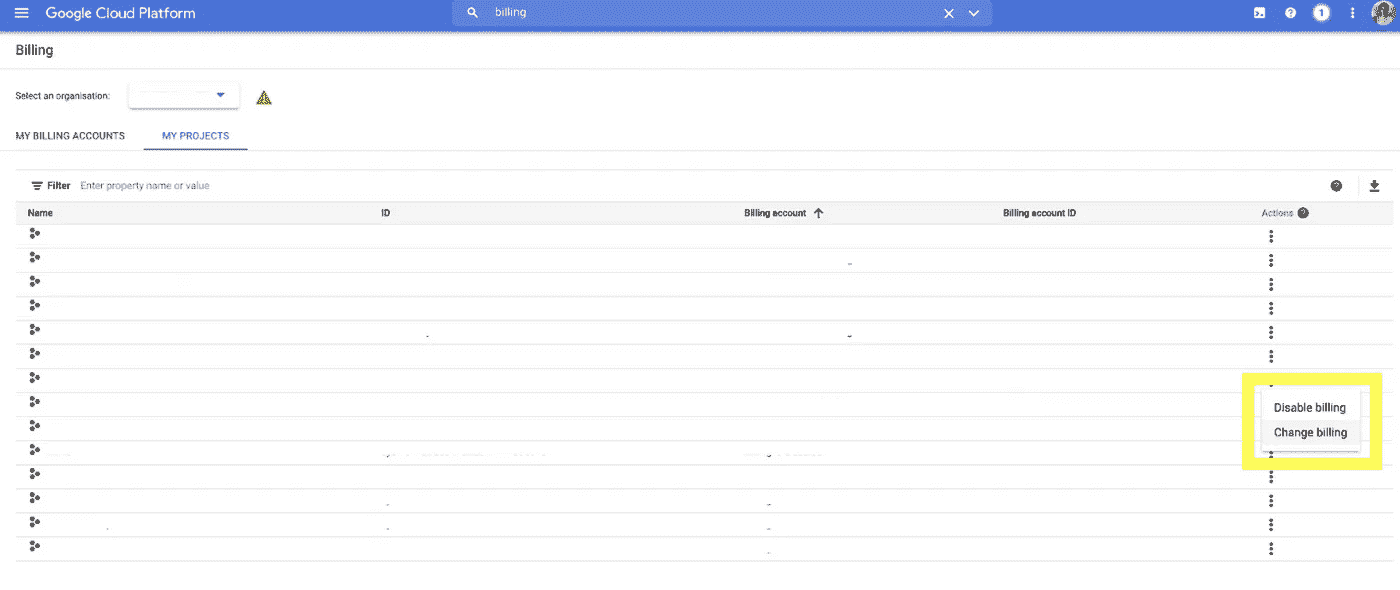 Google Cloud Platform billing 1
Billing
Select an organisation:
MY BILLING ACCOUNTS MY PROJECTS
Filter Enter property name or value
Name ID Billing account Billing account ID Actions
Disable billing
Change billing